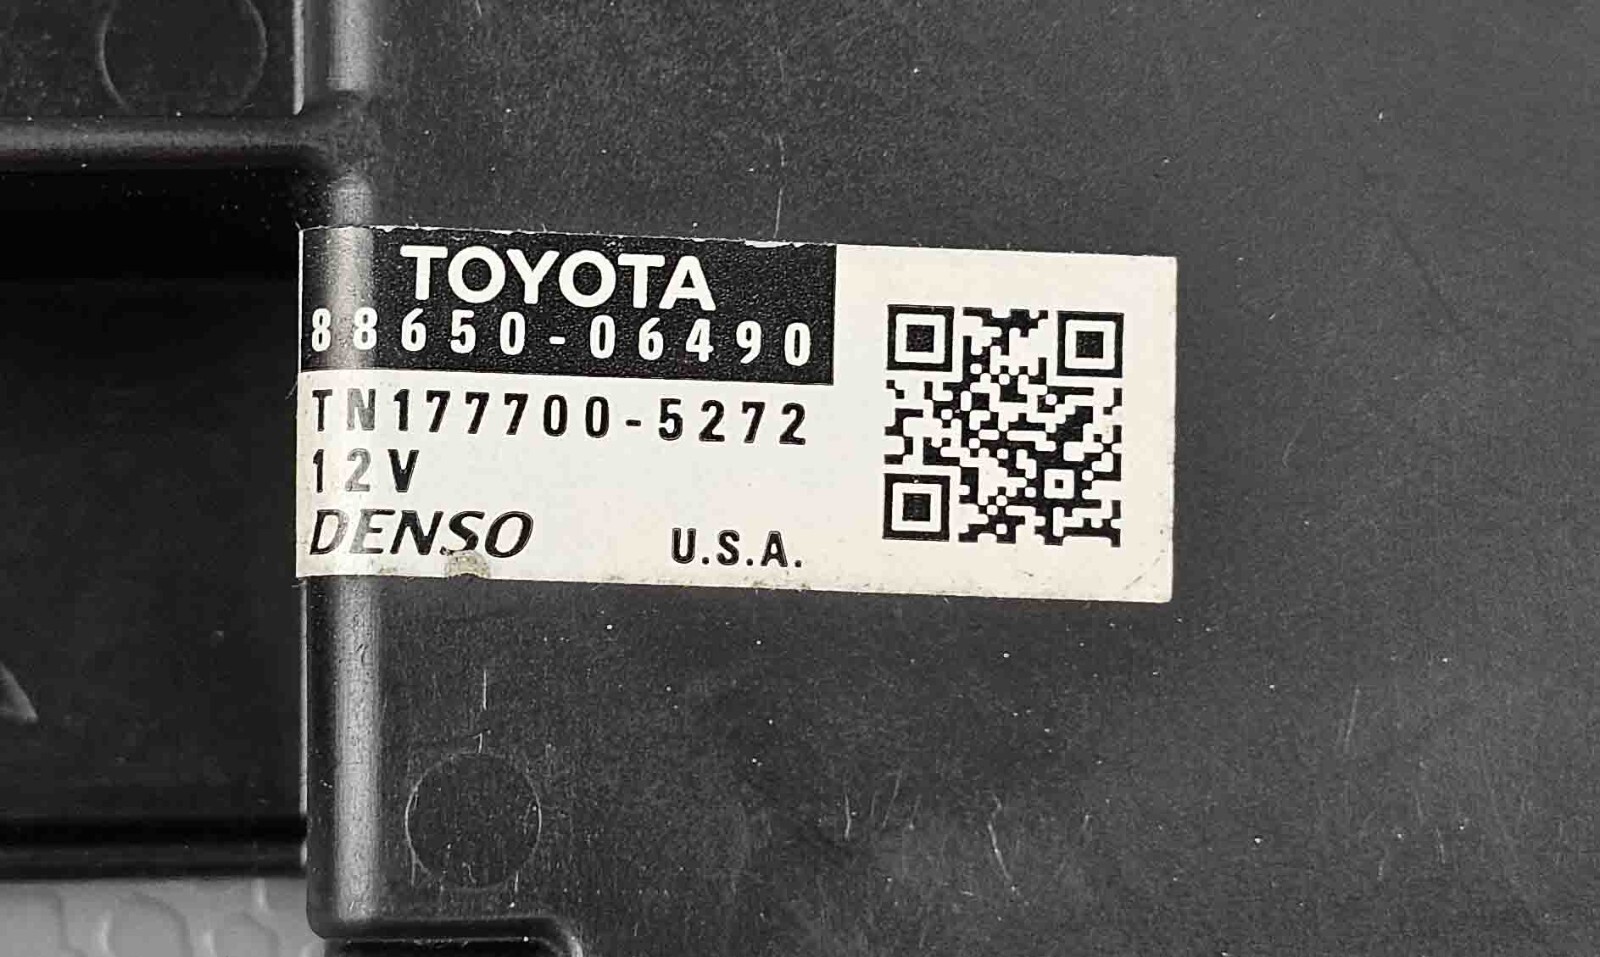 TOYOTA
88650-06490
TN177700-5272
12V
DENSO U.S.A.